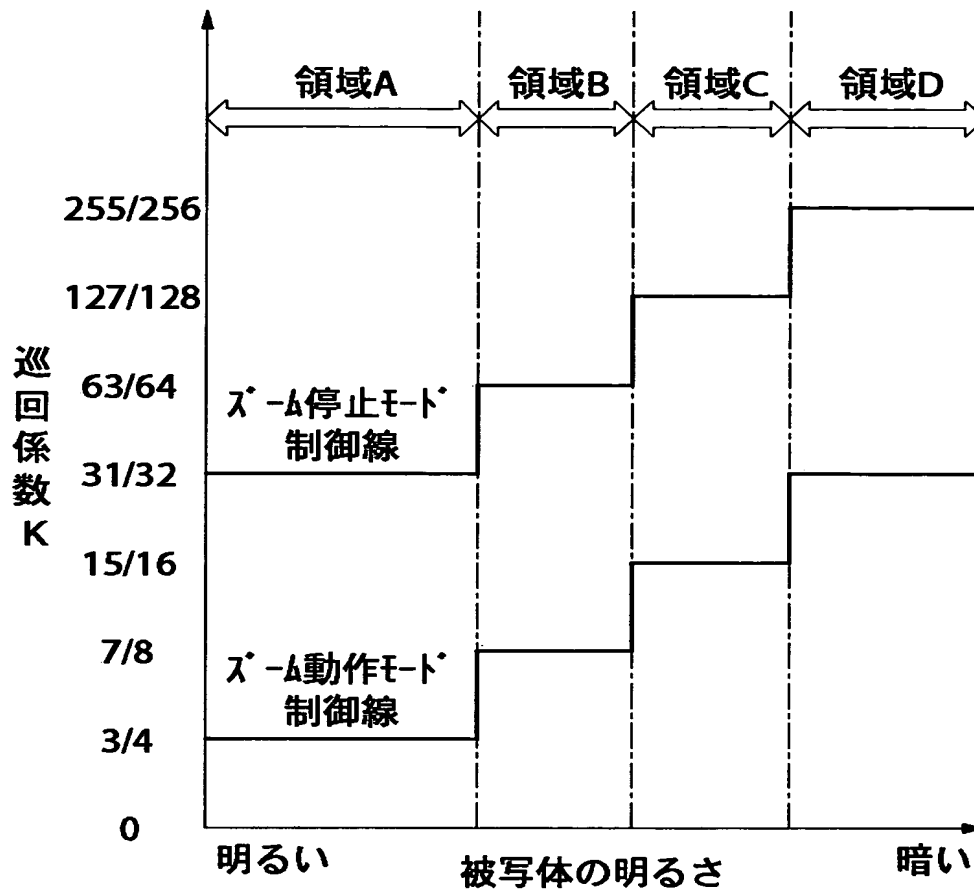 領域A 領域B 領域C 領域D
255/256
127/128
63/64
31/32
15/16
7/8
3/4
0
巡回係数K
ｽﾞｰﾑ停止ﾓｰﾄﾞ
制御線
ｽﾞｰﾑ動作ﾓｰﾄﾞ
制御線
明るい 被写体の明るさ 暗い